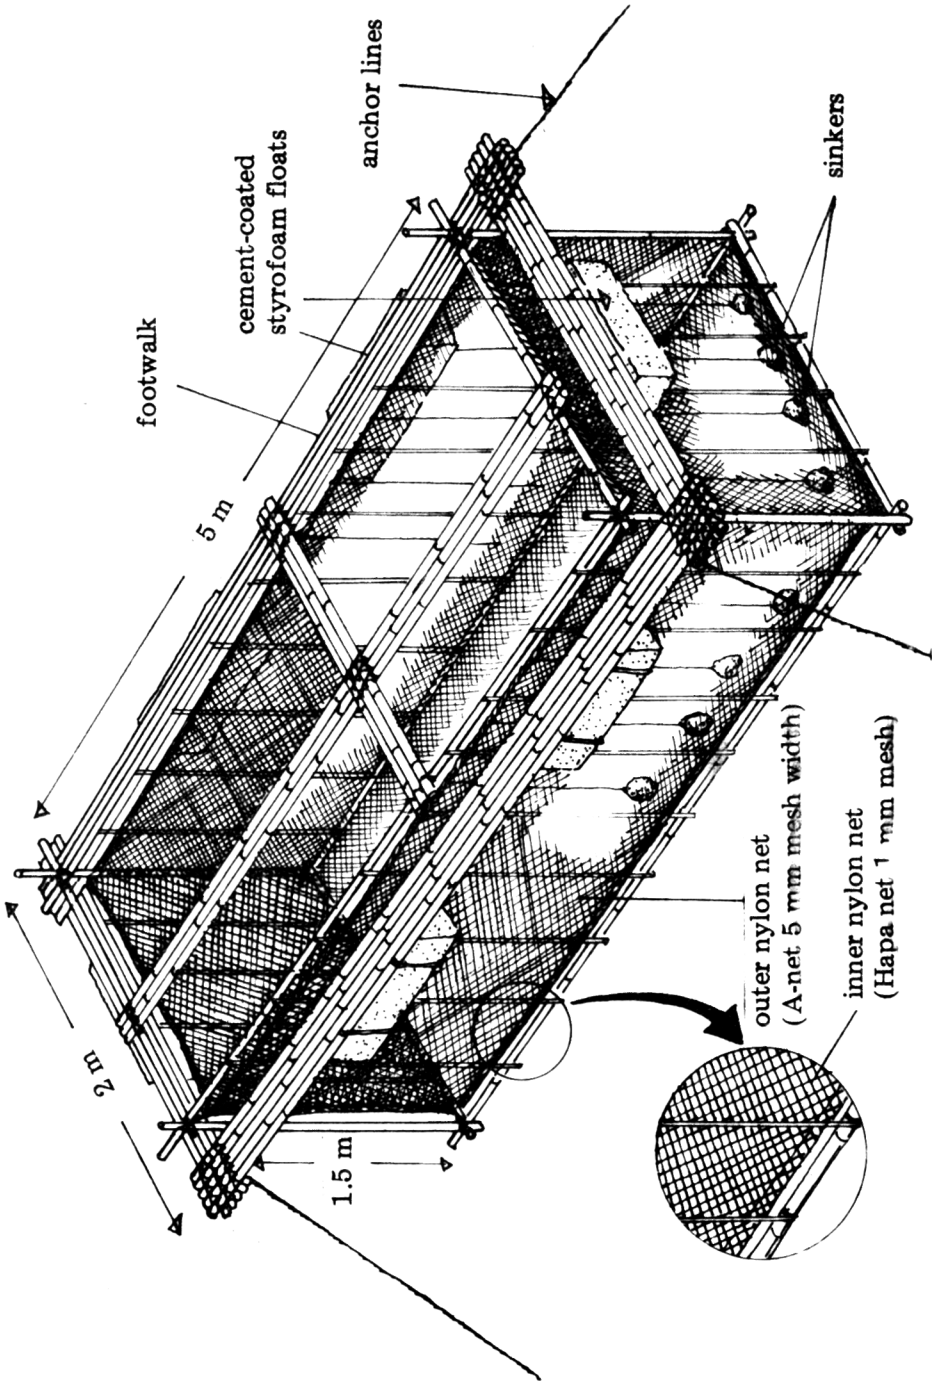 anchor lines
cement-coated
styrofoam floats
footwalk
5 m
2 m
1.5 m
sinkers
outer nylon net
(A-net 5 mm mesh width)
inner nylon net
(Hapa net 1 mm mesh)